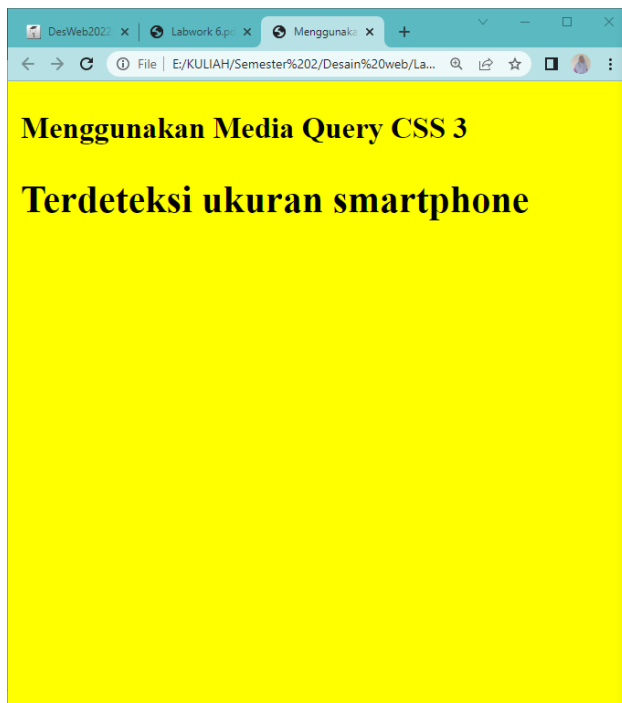 DesWeb2022
Labwork 6.pd
Menggunaka
File | E:/KULIAH/Semester%202/Desain%20web/La...
Menggunakan Media Query CSS 3
Terdeteksi ukuran smartphone